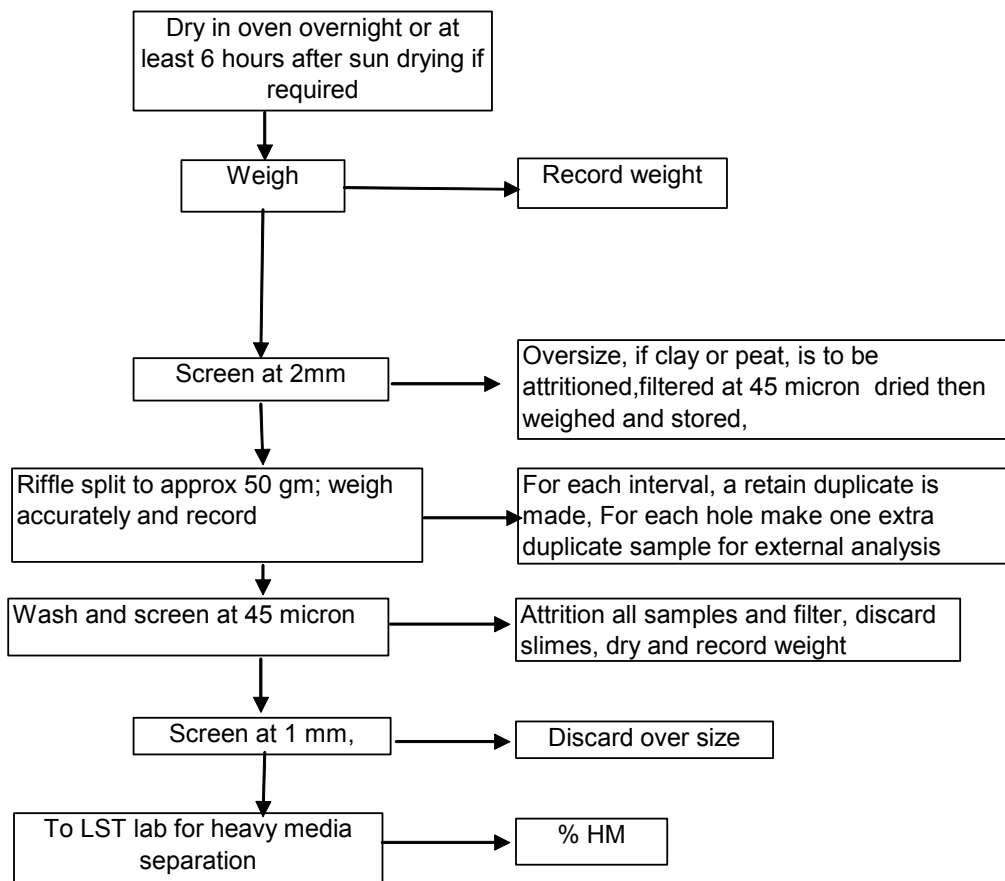 Dry in oven overnight or at
least 6 hours after sun drying if
required
Weigh
Record weight
Screen at 2mm
Oversize, if clay or peat, is to be
attritioned,filtered at 45 micron dried then
weighed and stored,
Riffle split to approx 50 gm; weigh
accurately and record
For each interval, a retain duplicate is
made, For each hole make one extra
duplicate sample for external analysis
Wash and screen at 45 micron
Attrition all samples and filter, discard
slimes, dry and record weight
Screen at 1 mm,
Discard over size
To LST lab for heavy media
separation
% HM